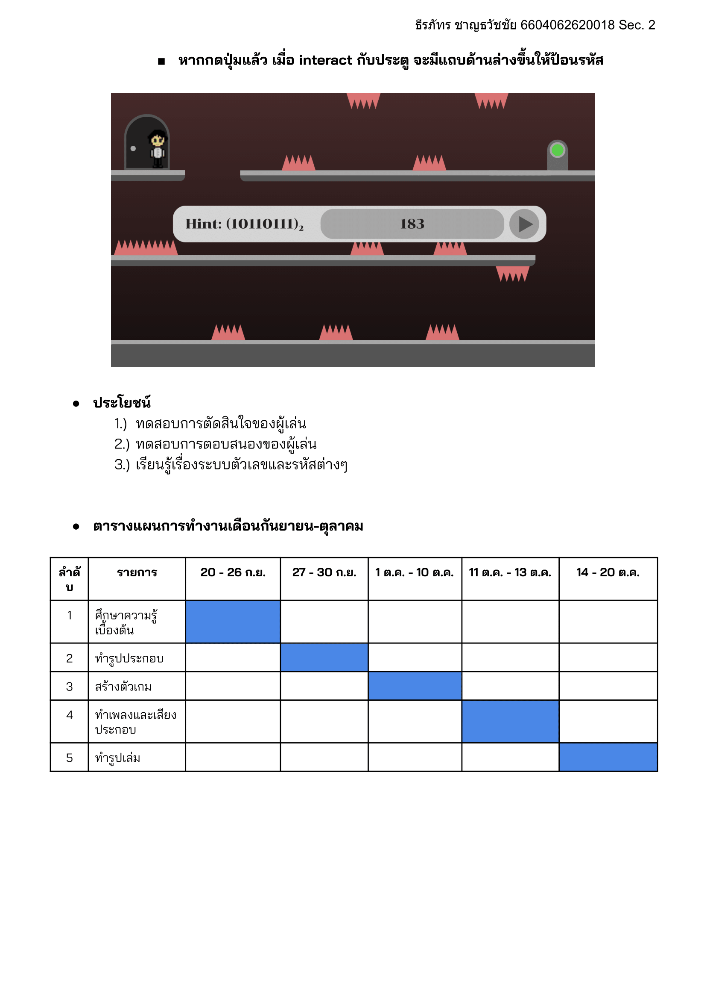 ธีรภัทร ชาญธวัชชัย 6604062620018 Sec. 2
■ หากกดปุ่มแล้ว เมื่อ interact กับประตู จะมีแถบด้านล่างขึ้นให้ป้อนรหัส
Hint: (10110111)₂ 183
● ประโยชน์
1.) ทดสอบการตัดสินใจของผู้เล่น
2.) ทดสอบการตอบสนองของผู้เล่น
3.) เรียนรู้เรื่องระบบตัวเลขและรหัสต่างๆ
● ตารางแผนการทำงานเดือนกันยายน-ตุลาคม
ลำดั
บ
รายการ
20 - 26 ก.ย.
27 - 30 ก.ย.
1 ต.ค. - 10 ต.ค.
11 ต.ค. - 13 ต.ค.
14 - 20 ต.ค.
1
ศึกษาความรู้
เบื้องต้น
2
ทำรูปประกอบ
3
สร้างตัวเกม
4
ทำเพลงและเสียง
ประกอบ
5
ทำรูปเล่ม